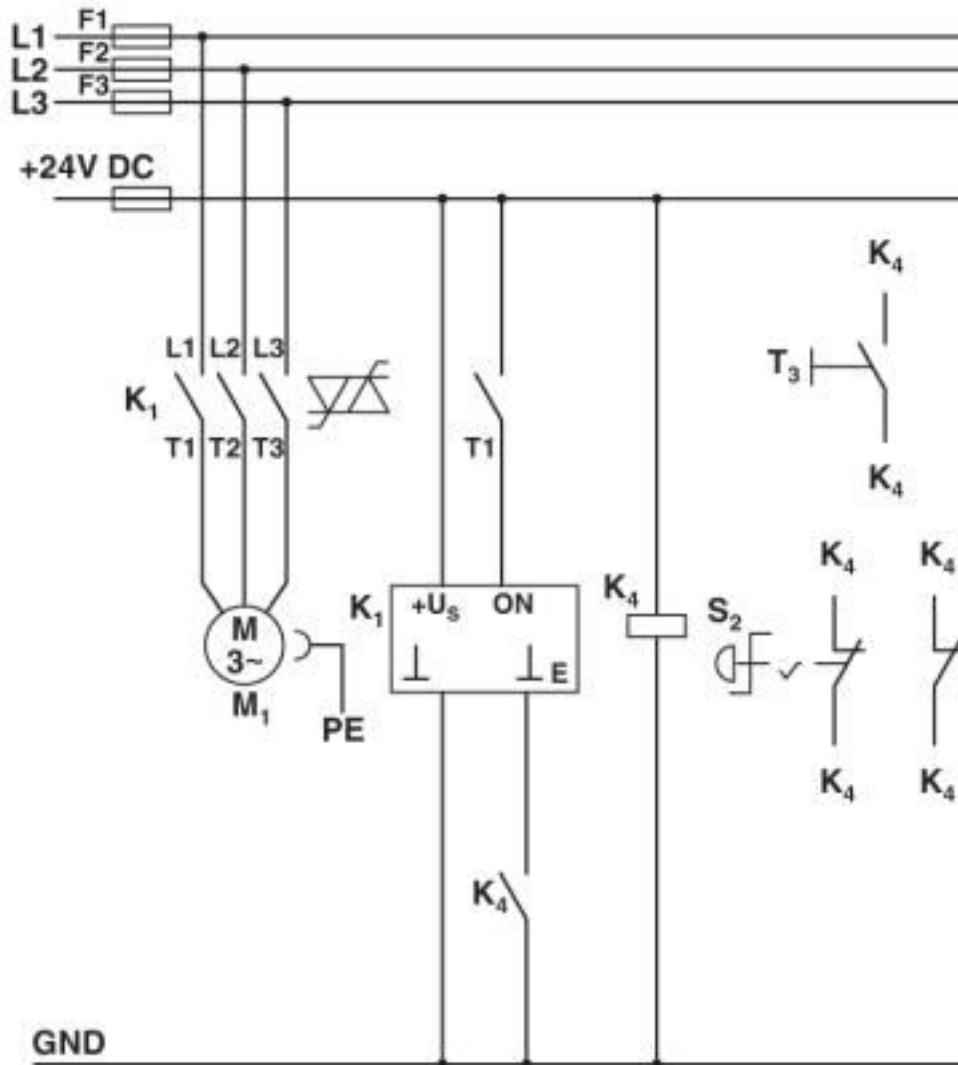 F1
L1
F2
L2
F3
L3
+24V DC
K4
L1 L2 L3
T3
K1
T1 T2 T3
T1
K4
K4 K4
K1 +Us ON
K4
S2
M
3~
E
M1
PE
K4 K4
K4
GND